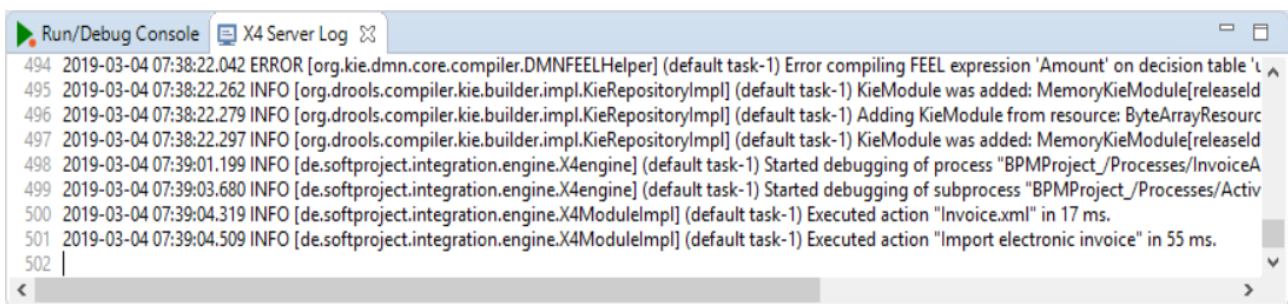 Run/Debug Console X4 Server Log
494 2019-03-04 07:38:22.042 ERROR [org.kie.dmn.core.compiler.DMNFEELHelper] (default task-1) Error compiling FEEL expression 'Amount' on decision table 'u
495 2019-03-04 07:38:22.262 INFO [org.drools.compiler.kie.builder.impl.KieRepositoryImpl] (default task-1) KieModule was added: MemoryKieModule[releaseId
496 2019-03-04 07:38:22.279 INFO [org.drools.compiler.kie.builder.impl.KieRepositoryImpl] (default task-1) Adding KieModule from resource: ByteArrayResourc
497 2019-03-04 07:38:22.297 INFO [org.drools.compiler.kie.builder.impl.KieRepositoryImpl] (default task-1) KieModule was added: MemoryKieModule[releaseId
498 2019-03-04 07:39:01.199 INFO [de.softproject.integration.engine.X4engine] (default task-1) Started debugging of process "BPMProject_/Processes/InvoiceA
499 2019-03-04 07:39:03.680 INFO [de.softproject.integration.engine.X4engine] (default task-1) Started debugging of subprocess "BPMProject_/Processes/Activ
500 2019-03-04 07:39:04.319 INFO [de.softproject.integration.engine.X4ModuleImpl] (default task-1) Executed action "Invoice.xml" in 17 ms.
501 2019-03-04 07:39:04.509 INFO [de.softproject.integration.engine.X4ModuleImpl] (default task-1) Executed action "Import electronic invoice" in 55 ms.
502